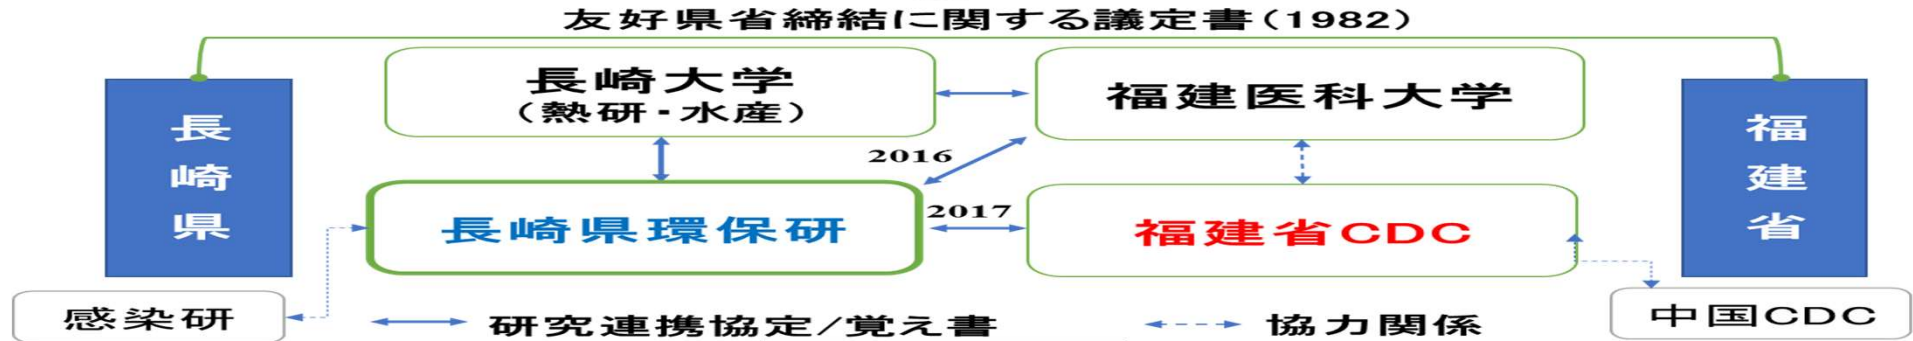 友好県省締結に関する議定書(1982)
長崎県
長崎大学
(熱研・水産)
福建医科大学
福建省
2016
長崎県環保研
2017
福建省CDC
感染研
研究連携協定/覚え書
協力関係
中国CDC